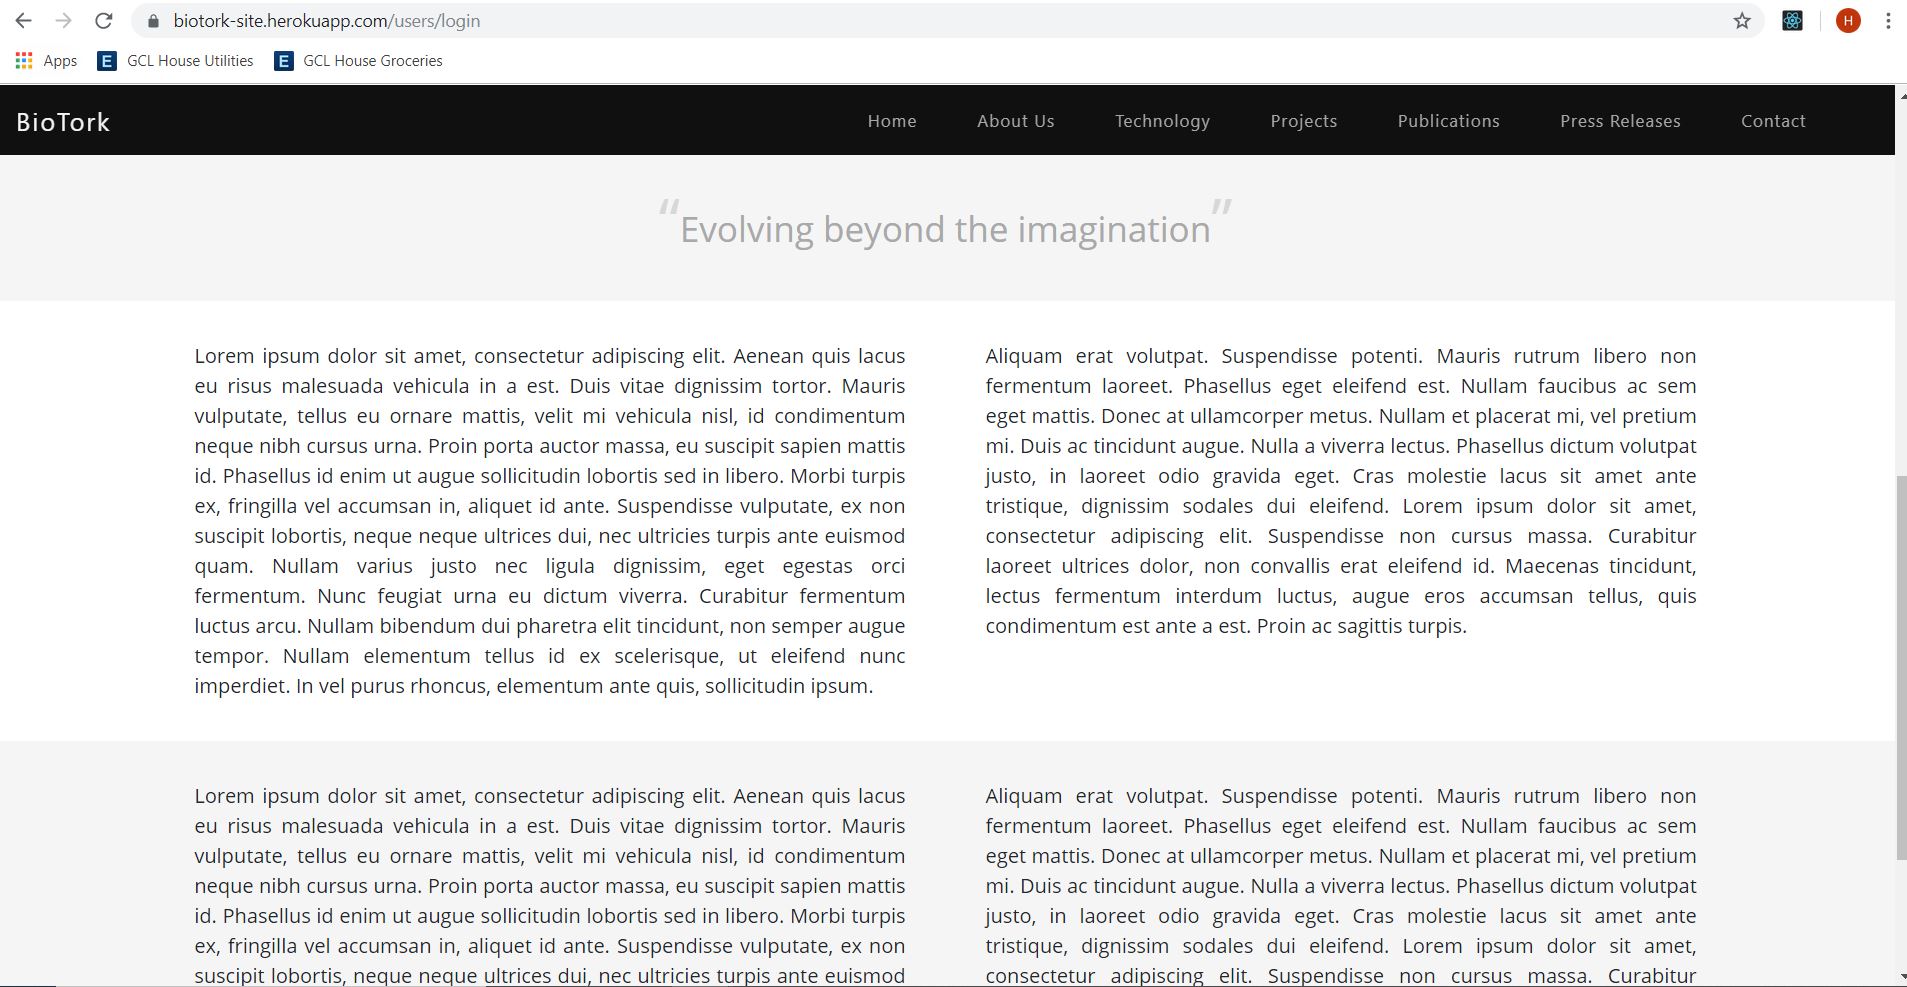 biotork-site.herokuapp.com/users/login
H
Apps
E GCL House Utilities
E GCL House Groceries
BioTork
Home About Us Technology Projects Publications Press Releases Contact
“Evolving beyond the imagination”
Lorem ipsum dolor sit amet, consectetur adipiscing elit. Aenean quis lacus
eu risus malesuada vehicula in a est. Duis vitae dignissim tortor. Mauris
vulputate, tellus eu ornare mattis, velit mi vehicula nisl, id condimentum
neque nibh cursus urna. Proin porta auctor massa, eu suscipit sapien mattis
id. Phasellus id enim ut augue sollicitudin lobortis sed in libero. Morbi turpis
ex, fringilla vel accumsan in, aliquet id ante. Suspendisse vulputate, ex non
suscipit lobortis, neque neque ultrices dui, nec ultricies turpis ante euismod
quam. Nullam varius justo nec ligula dignissim, eget egestas orci
fermentum. Nunc feugiat urna eu dictum viverra. Curabitur fermentum
luctus arcu. Nullam bibendum dui pharetra elit tincidunt, non semper augue
tempor. Nullam elementum tellus id ex scelerisque, ut eleifend nunc
imperdiet. In vel purus rhoncus, elementum ante quis, sollicitudin ipsum.
Aliquam erat volutpat. Suspendisse potenti. Mauris rutrum libero non
fermentum laoreet. Phasellus eget eleifend est. Nullam faucibus ac sem
eget mattis. Donec at ullamcorper metus. Nullam et placerat mi, vel pretium
mi. Duis ac tincidunt augue. Nulla a viverra lectus. Phasellus dictum volutpat
justo, in laoreet odio gravida eget. Cras molestie lacus sit amet ante
tristique, dignissim sodales dui eleifend. Lorem ipsum dolor sit amet,
consectetur adipiscing elit. Suspendisse non cursus massa. Curabitur
laoreet ultrices dolor, non convallis erat eleifend id. Maecenas tincidunt,
lectus fermentum interdum luctus, augue eros accumsan tellus, quis
condimentum est ante a est. Proin ac sagittis turpis.
Lorem ipsum dolor sit amet, consectetur adipiscing elit. Aenean quis lacus
eu risus malesuada vehicula in a est. Duis vitae dignissim tortor. Mauris
vulputate, tellus eu ornare mattis, velit mi vehicula nisl, id condimentum
neque nibh cursus urna. Proin porta auctor massa, eu suscipit sapien mattis
id. Phasellus id enim ut augue sollicitudin lobortis sed in libero. Morbi turpis
ex, fringilla vel accumsan in, aliquet id ante. Suspendisse vulputate, ex non
suscipit lobortis, neque neque ultrices dui, nec ultricies turpis ante euismod
Aliquam erat volutpat. Suspendisse potenti. Mauris rutrum libero non
fermentum laoreet. Phasellus eget eleifend est. Nullam faucibus ac sem
eget mattis. Donec at ullamcorper metus. Nullam et placerat mi, vel pretium
mi. Duis ac tincidunt augue. Nulla a viverra lectus. Phasellus dictum volutpat
justo, in laoreet odio gravida eget. Cras molestie lacus sit amet ante
tristique, dignissim sodales dui eleifend. Lorem ipsum dolor sit amet,
consectetur adipiscing elit. Suspendisse non cursus massa. Curabitur